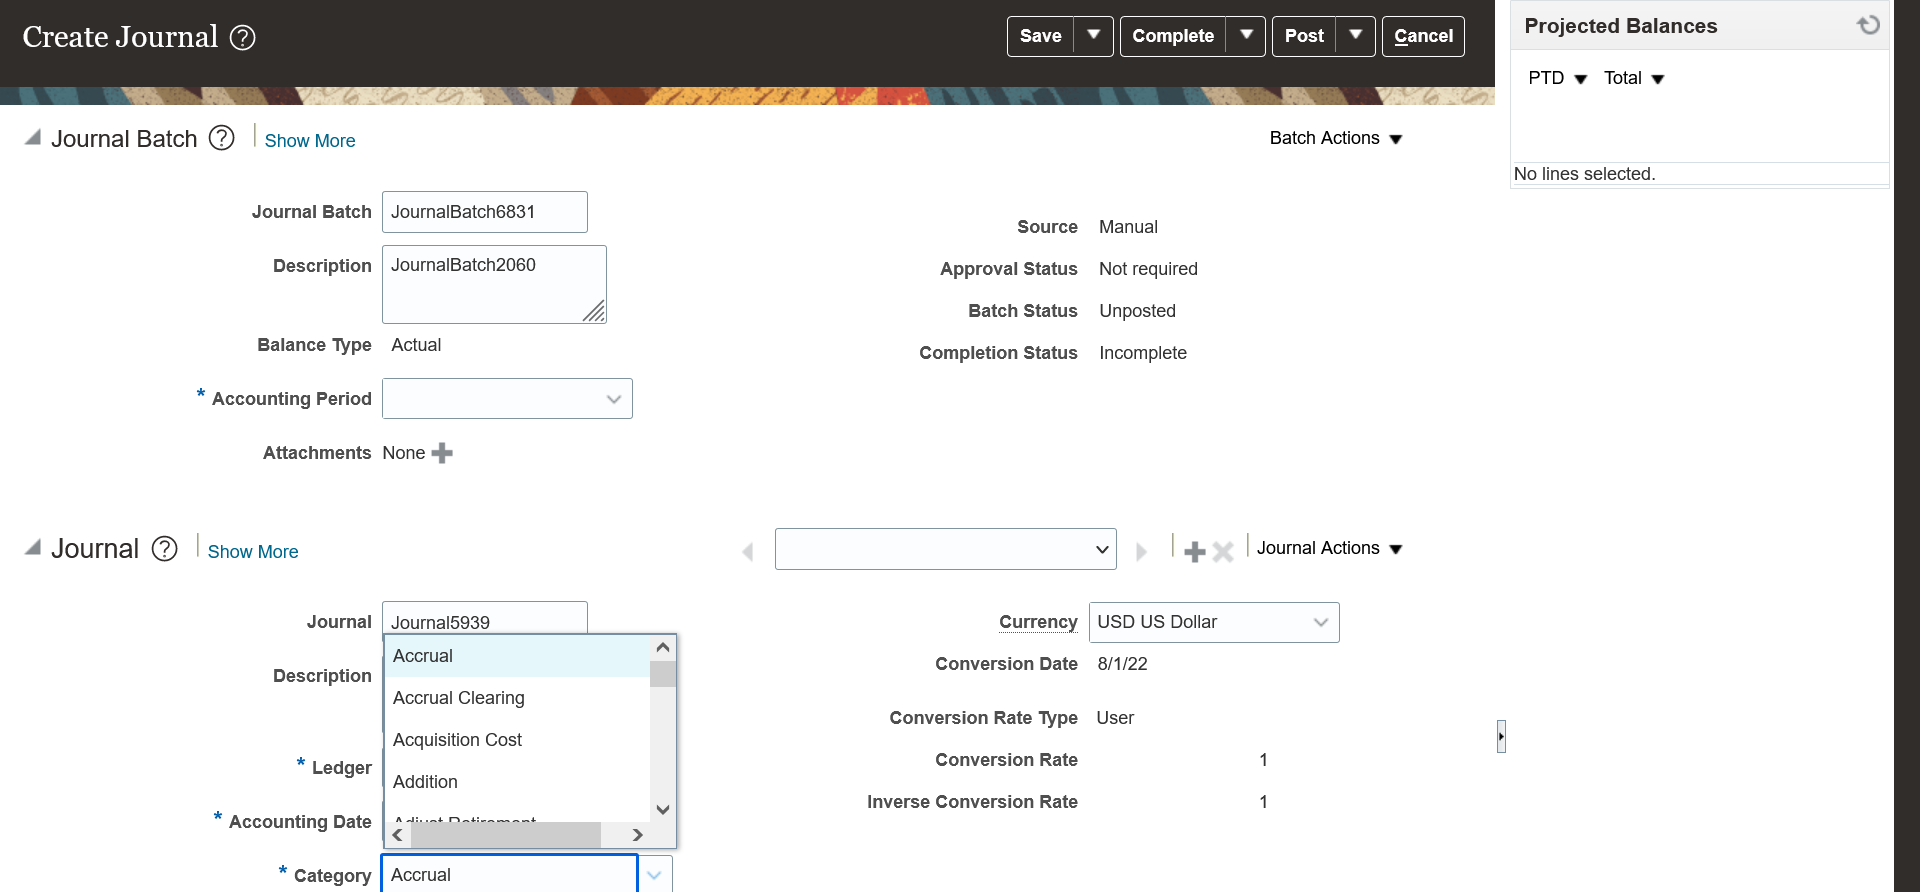 Create Journal ?
Save
Complete
Post
Cancel
Projected Balances
PTD
Total
No lines selected.
Journal Batch ?
Show More
Batch Actions
Journal Batch JournalBatch6831
Description JournalBatch2060
Balance Type Actual
* Accounting Period
Attachments None
Source Manual
Approval Status Not required
Batch Status Unposted
Completion Status Incomplete
Journal ?
Show More
Journal Actions
Journal Journal5939
Description
* Ledger
* Accounting Date
Accrual
Accrual Clearing
Acquisition Cost
Addition
Adjust Retirement
* Category Accrual
Currency USD US Dollar
Conversion Date 8/1/22
Conversion Rate Type User
Conversion Rate 1
Inverse Conversion Rate 1